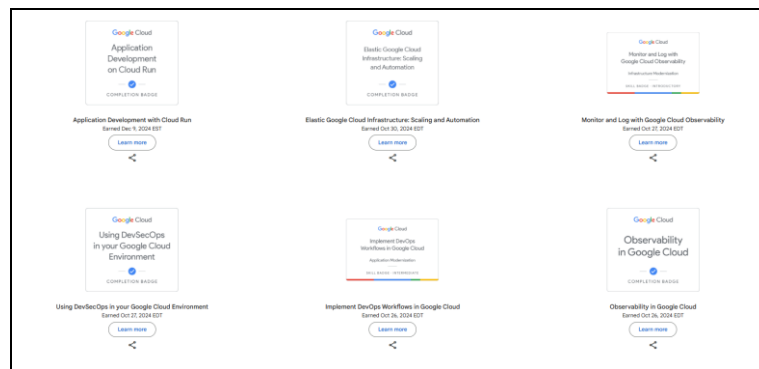 Google Cloud
Application
Development
on Cloud Run
COMPLETION BADGE
Application Development with Cloud Run
Earned Dec 9, 2024 EST
Learn more
Google Cloud
Elastic Google Cloud
Infrastructure: Scaling
and Automation
COMPLETION BADGE
Elastic Google Cloud Infrastructure: Scaling and Automation
Earned Oct 30, 2024 EDT
Learn more
Google Cloud
Monitor and Log with
Google Cloud Observability
Infrastructure Modernization
SKILL BADGE INTRODUCTORY
Monitor and Log with Google Cloud Observability
Earned Oct 27, 2024 EDT
Learn more
Google Cloud
Using DevSecOps
in your Google Cloud
Environment
COMPLETION BADGE
Using DevSecOps in your Google Cloud Environment
Earned Oct 27, 2024 EDT
Learn more
Google Cloud
Implement DevOps
Workflows in Google Cloud
Application Modernization
SKILL BADGE INTERMEDIATE
Implement DevOps Workflows in Google Cloud
Earned Oct 26, 2024 EDT
Learn more
Google Cloud
Observability
in Google Cloud
COMPLETION BADGE
Observability in Google Cloud
Earned Oct 26, 2024 EDT
Learn more